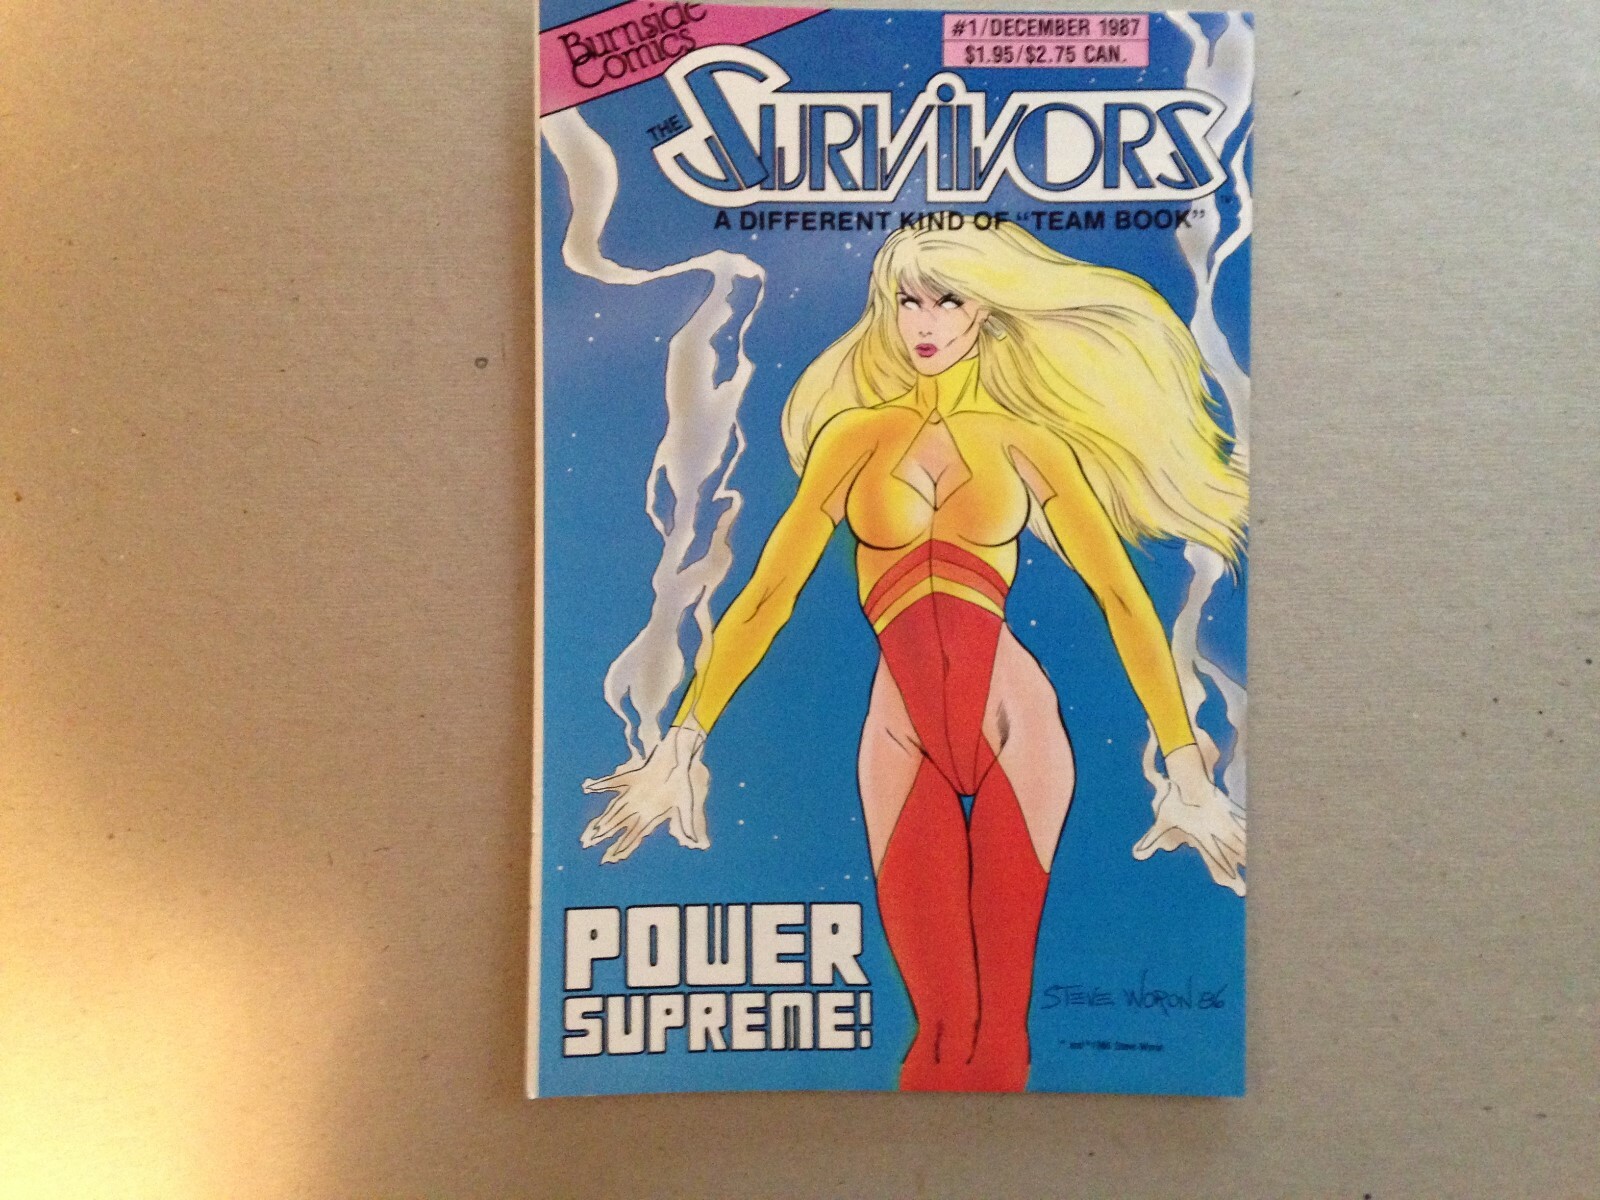 Burnside
Comics
#1/DECEMBER 1987
$1.95/$2.75 CAN.
THE
SURVIVORS
TM
A DIFFERENT KIND OF "TEAM BOOK"
POWER
SUPREME!
STEVE WORON 86